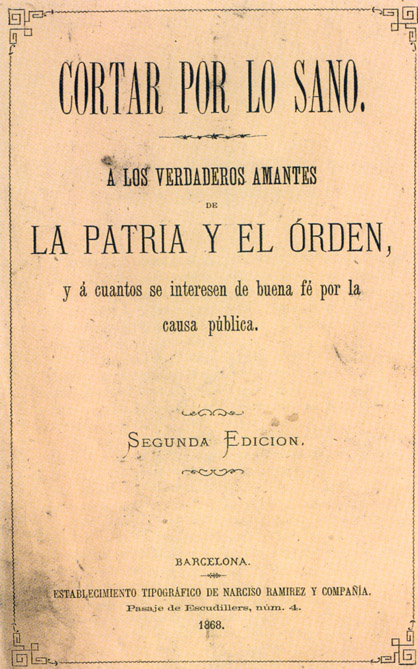 CORTAR POR LO SANO.
A LOS VERDADEROS AMANTES
DE
LA PATRIA Y EL ÓRDEN,
y á cuantos se interesen de buena fé por la
causa pública.
SEGUNDA EDICION.
BARCELONA.
ESTABLECIMIENTO TIPOGRÁFICO DE NARCISO RAMIREZ Y COMPAÑÍA.
Pasaje de Escudillers, núm. 4.
1868.